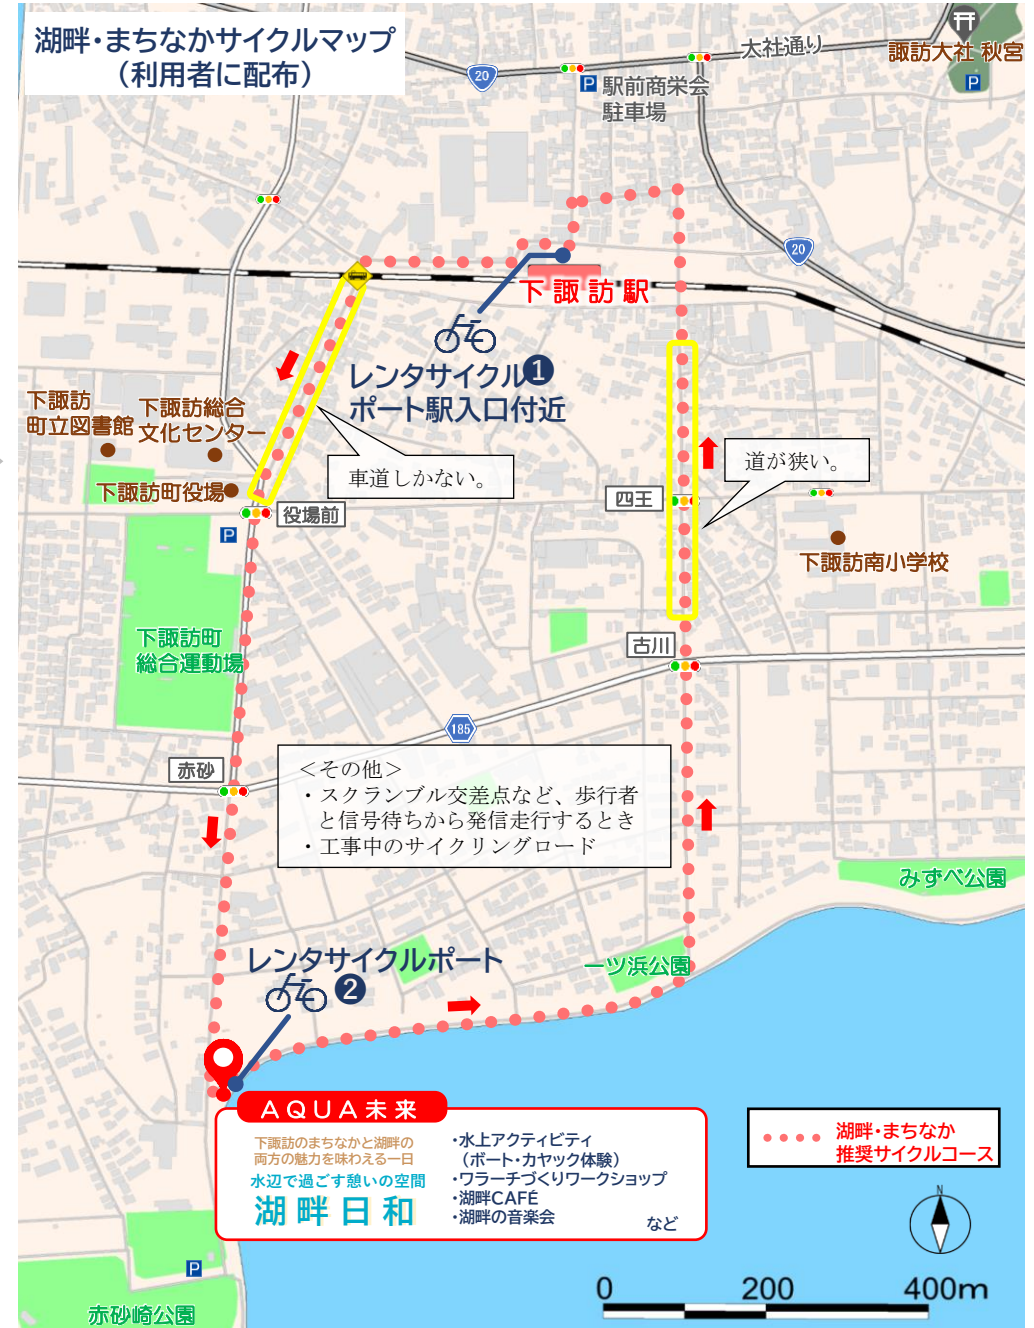 湖畔・まちなかサイクルマップ
（利用者に配布）
20
大社通り
諏訪大社 秋宮
P
P 駅前商栄会
駐車場
20
下諏訪駅
レンタサイクル❶
ポート駅入口付近
下諏訪
町立図書館
下諏訪総合
文化センター
車道しかない。
道が狭い。
下諏訪町役場
役場前
四王
P
下諏訪南小学校
下諏訪町
総合運動場
古川
185
赤砂
＜その他＞
・スクランブル交差点など、歩行者
と信号待ちから発信走行するとき
・工事中のサイクリングロード
みずべ公園
レンタサイクルポート
❷
一ツ浜公園
AQUA未来
下諏訪のまちなかと湖畔の
両方の魅力を味わえる一日
水辺で過ごす憩いの空間
湖畔日和
・水上アクティビティ
（ボート・カヤック体験）
・ワラーチづくりワークショップ
・湖畔CAFÉ
・湖畔の音楽会
など
湖畔・まちなか
推奨サイクルコース
N
P
赤砂崎公園
0 200 400m